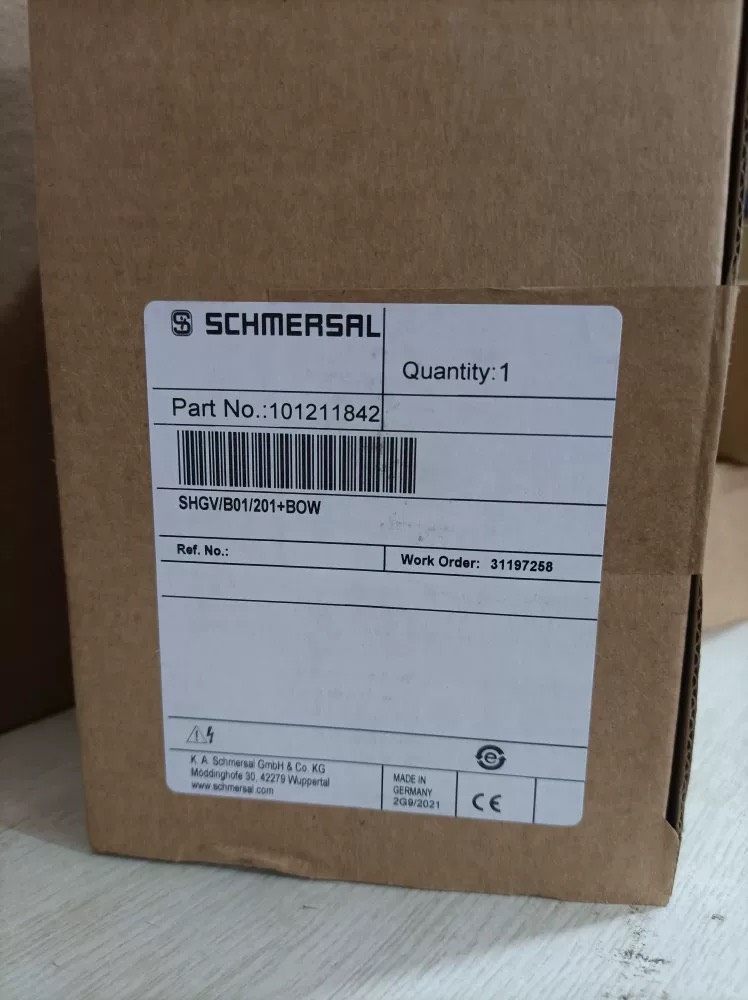 SCHMERSAL
Quantity:1
Part No.:101211842
SHGV/B01/201+BOW
Ref. No.:
Work Order: 31197258
K. A. Schmersal GmbH & Co. KG
Möddinghofe 30, 42279 Wuppertal
www.schmersal.com
MADE IN
GERMANY
2G9/2021
CE